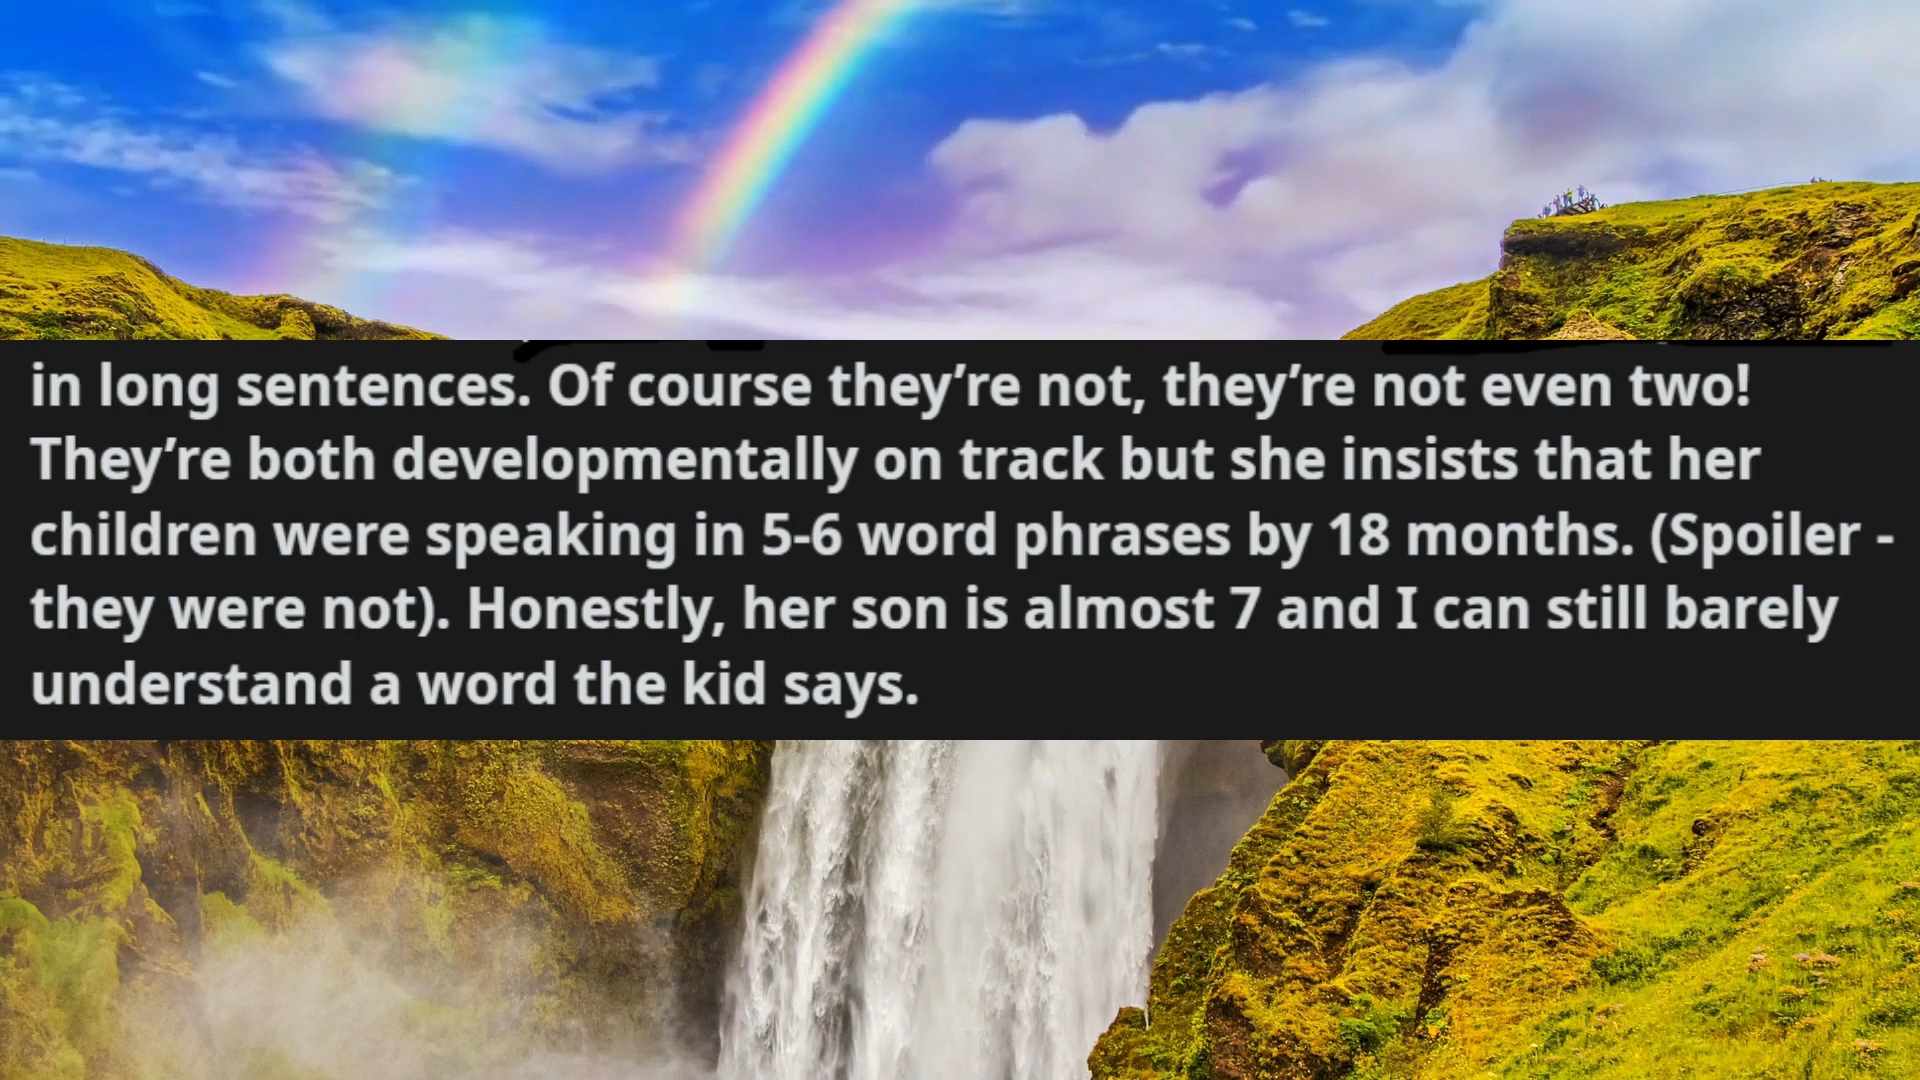 in long sentences. Of course they’re not, they’re not even two!
They’re both developmentally on track but she insists that her
children were speaking in 5-6 word phrases by 18 months. (Spoiler -
they were not). Honestly, her son is almost 7 and I can still barely
understand a word the kid says.